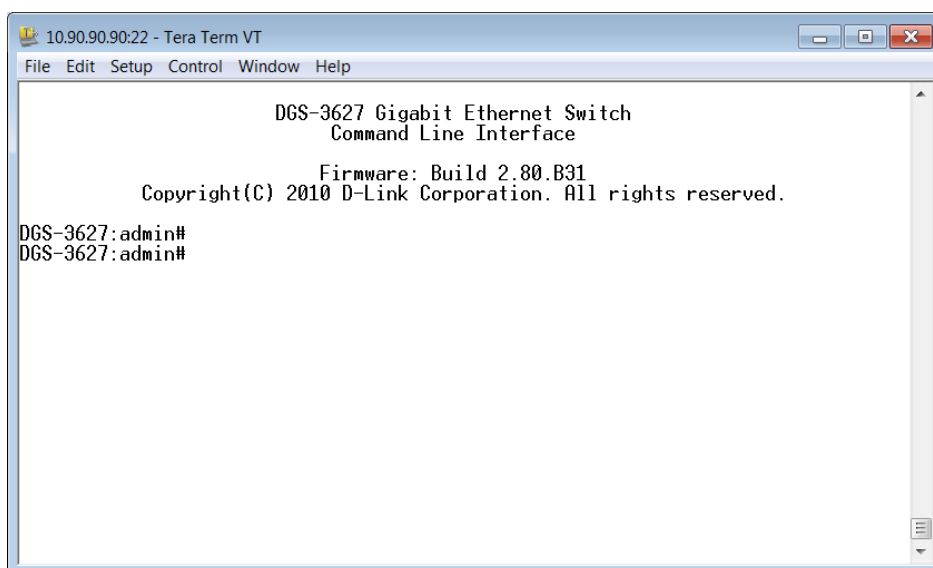 10.90.90.90:22 - Tera Term VT
File Edit Setup Control Window Help
DGS-3627 Gigabit Ethernet Switch
Command Line Interface
Firmware: Build 2.80.B31
Copyright(C) 2010 D-Link Corporation. All rights reserved.
DGS-3627:admin#
DGS-3627:admin#